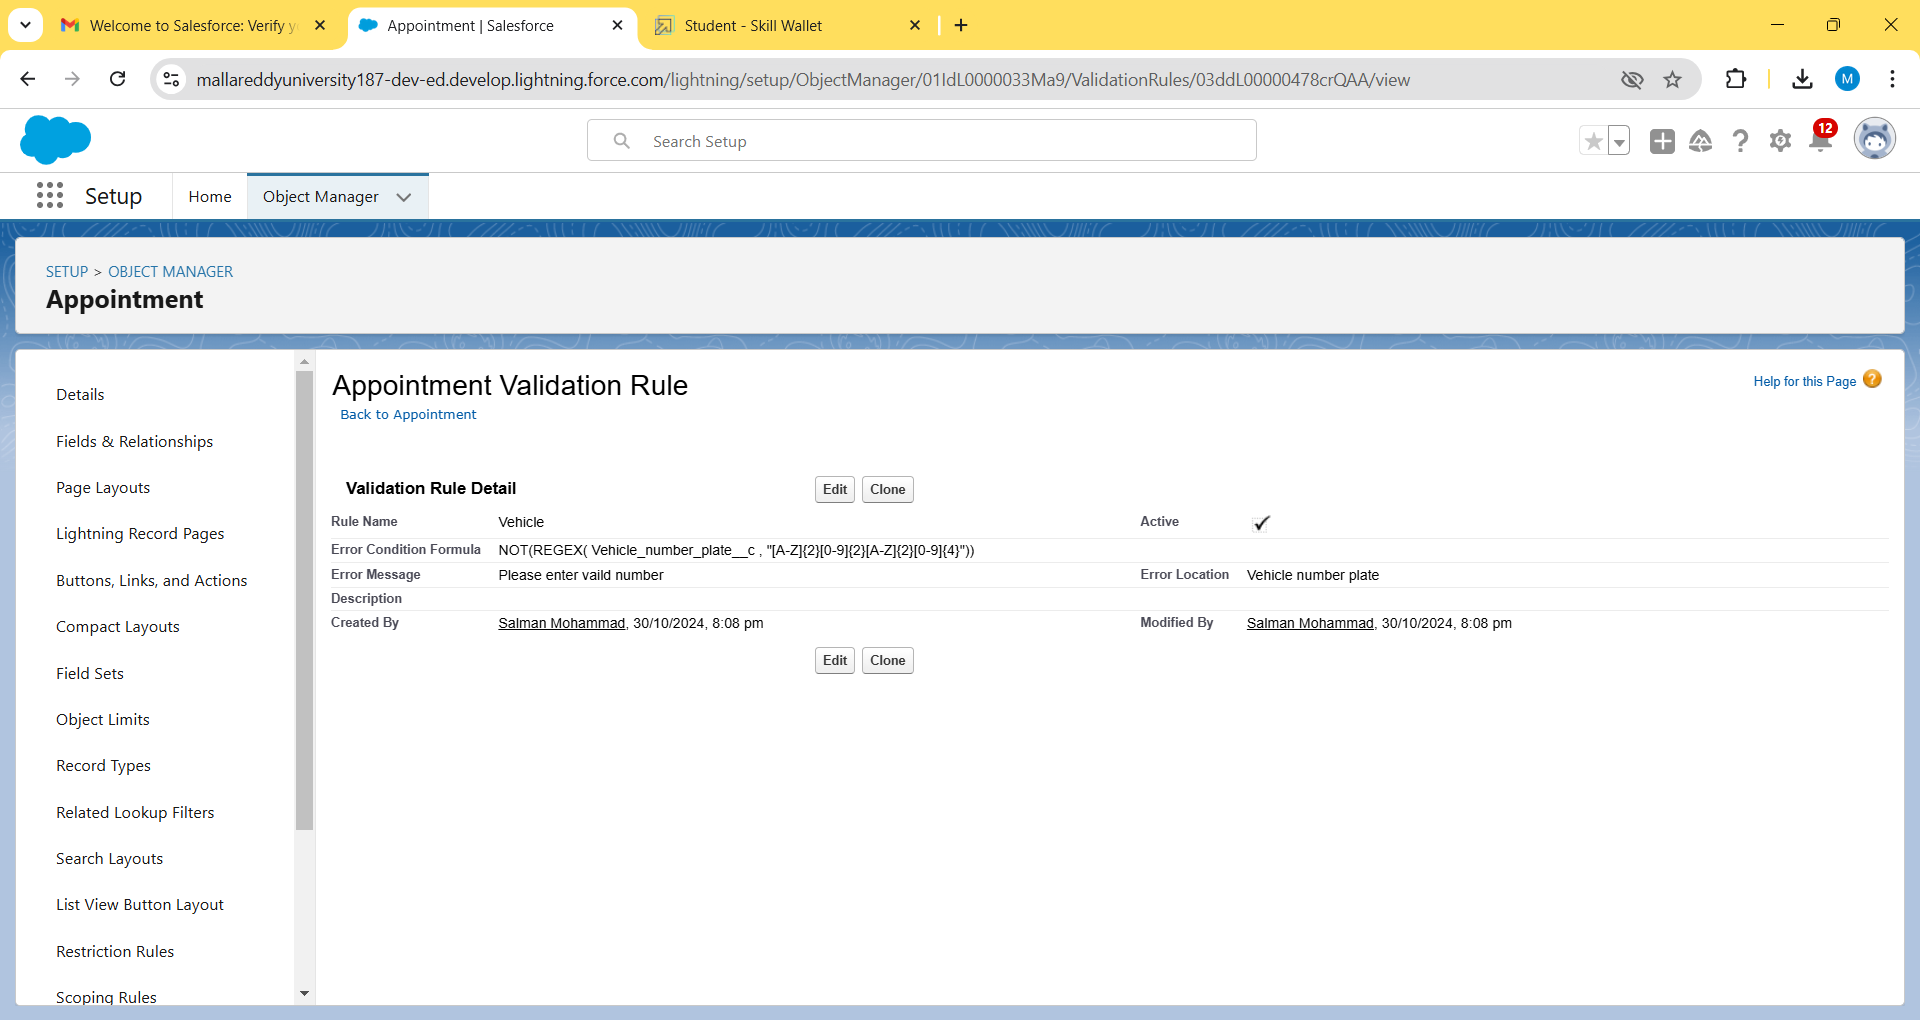 Welcome to Salesforce: Verify y
Appointment | Salesforce
Student - Skill Wallet
mallareddyuniversity187-dev-ed.develop.lightning.force.com/lightning/setup/ObjectManager/01IdL0000033Ma9/ValidationRules/03ddL00000478crQAA/view
M
Search Setup
12
Setup
Home
Object Manager
SETUP > OBJECT MANAGER
Appointment
Details
Fields & Relationships
Page Layouts
Lightning Record Pages
Buttons, Links, and Actions
Compact Layouts
Field Sets
Object Limits
Record Types
Related Lookup Filters
Search Layouts
List View Button Layout
Restriction Rules
Scoping Rules
Appointment Validation Rule
Help for this Page ?
Back to Appointment
Validation Rule Detail
Edit Clone
Rule Name Vehicle Active
Error Condition Formula NOT(REGEX( Vehicle_number_plate__c , "[A-Z]{2}[0-9]{2}[A-Z]{2}[0-9]{4}"))
Error Message Please enter vaild number Error Location Vehicle number plate
Description
Created By Salman Mohammad, 30/10/2024, 8:08 pm Modified By Salman Mohammad, 30/10/2024, 8:08 pm
Edit Clone